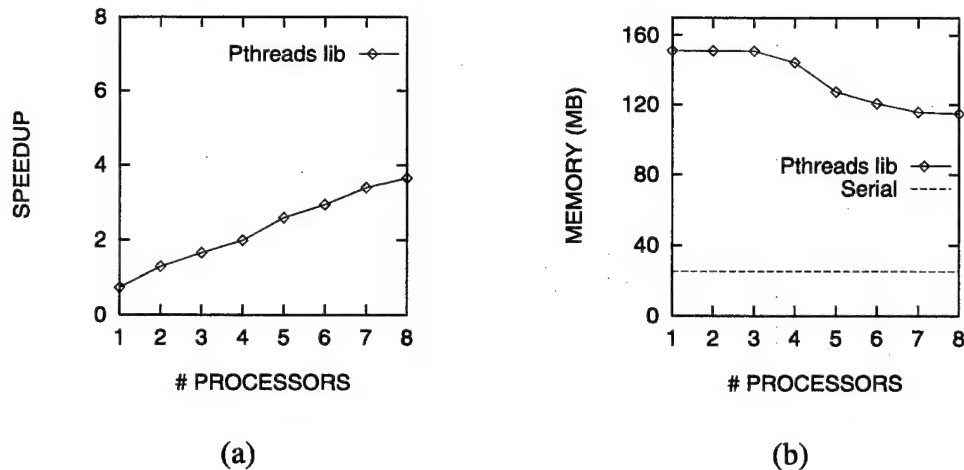 8
6
4
2
0
SPEEDUP
Pthreads lib
1 2 3 4 5 6 7 8
# PROCESSORS
(a)
160
120
80
40
0
MEMORY (MB)
Pthreads lib
Serial
1 2 3 4 5 6 7 8
# PROCESSORS
(b)